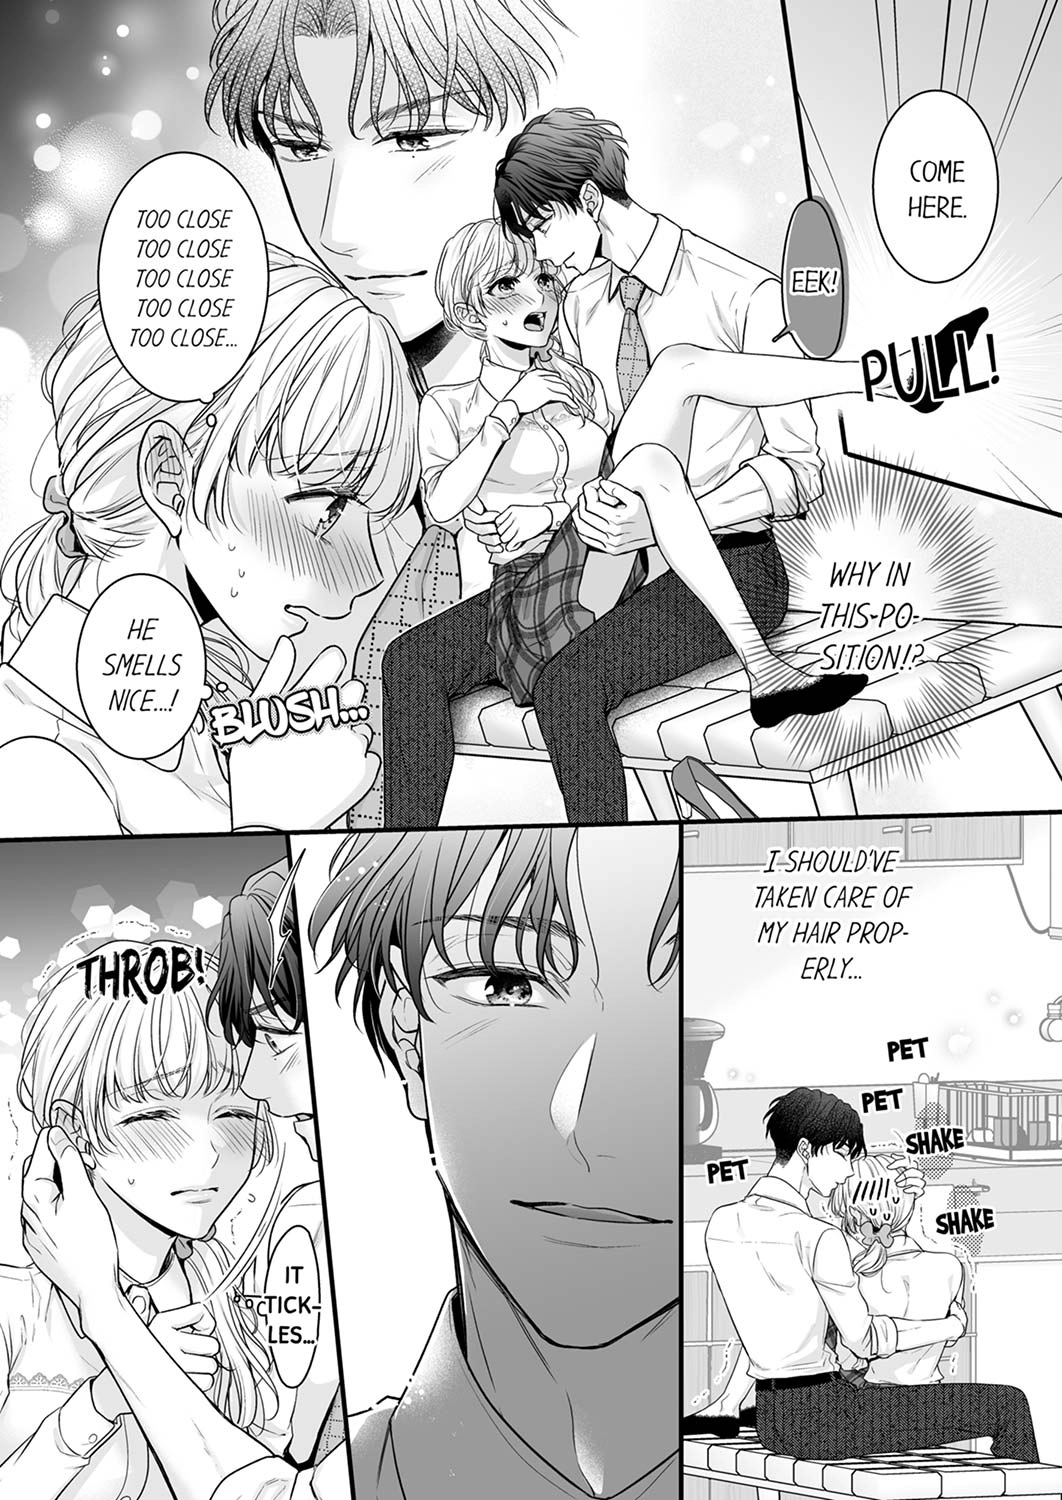 COME
HERE.
EEK!
PULL!
WHY IN
THIS PO-
SITION!?
TOO CLOSE
TOO CLOSE
TOO CLOSE
TOO CLOSE
TOO CLOSE...
HE
SMELLS
NICE...!
BLUSH...
I SHOULD'VE
TAKEN CARE OF
MY HAIR PROP-
ERLY...
PET
PET
PET
SHAKE
SHAKE
THROB!
IT
TICK-
LES...